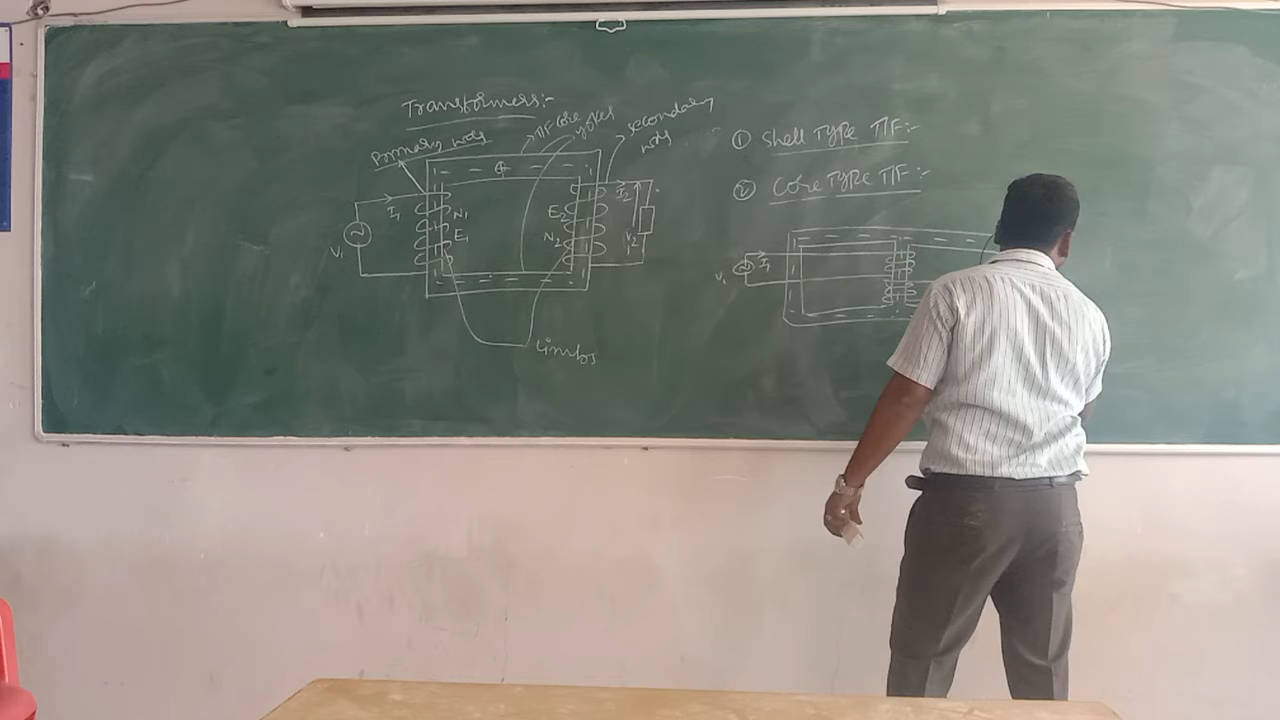 Transformers:-
Primary wdg
T/F core
yokes
secondary
wdg
I₁
N₁
E₁
V₁
E₂
N₂
I₂
V₂
Limbs
① Shell TYPE T/F:-
② Core TYPE T/F:-
I₁
V₁